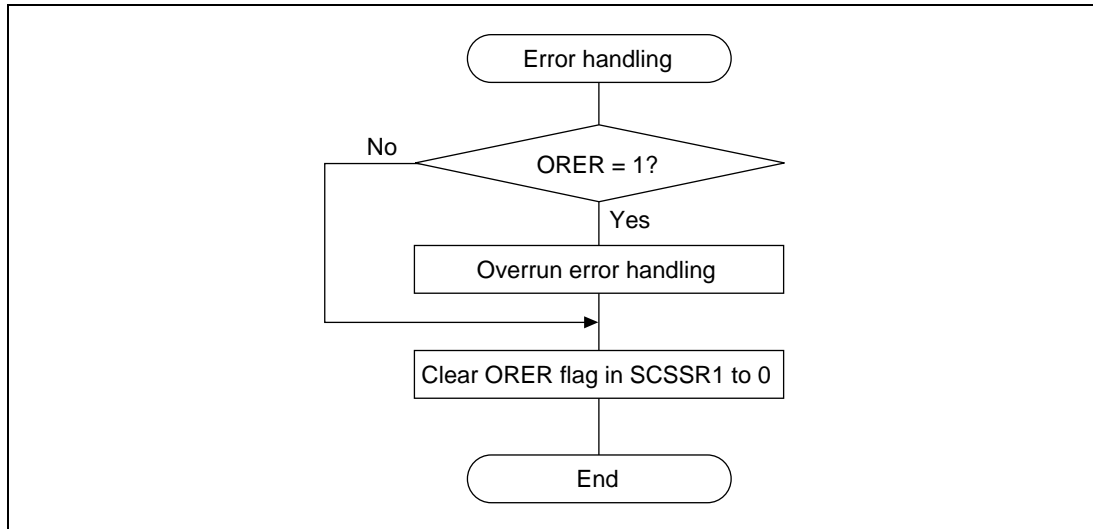 Error handling
No
ORER = 1?
Yes
Overrun error handling
Clear ORER flag in SCSSR1 to 0
End